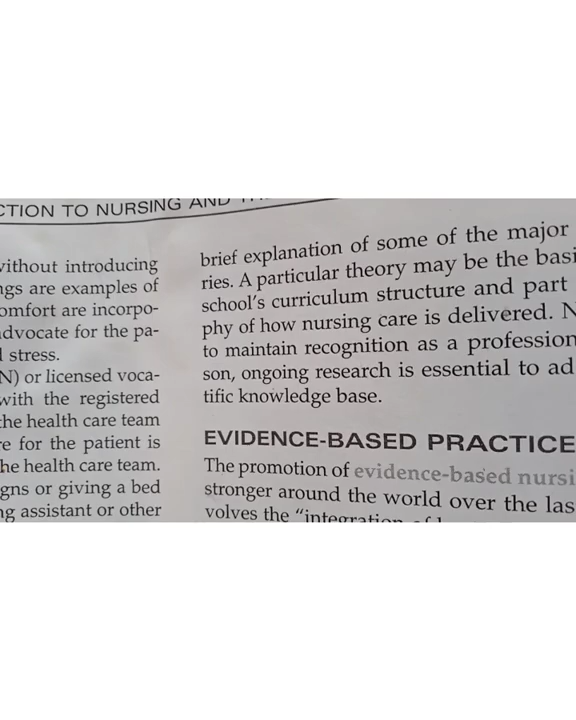 CTION TO NURSING AND
vithout introducing
ngs are examples of
omfort are incorpo-
dvocate for the pa-
l stress.
N) or licensed voca-
with the registered
the health care team
re for the patient is
he health care team.
gns or giving a bed
ng assistant or other
brief explanation of some of the major
ries. A particular theory may be the basi
school's curriculum structure and part
phy of how nursing care is delivered. N
to maintain recognition as a profession
son, ongoing research is essential to ad
tific knowledge base.
EVIDENCE-BASED PRACTICE
The promotion of evidence-based nursi
stronger around the world over the las
volves the "integration of